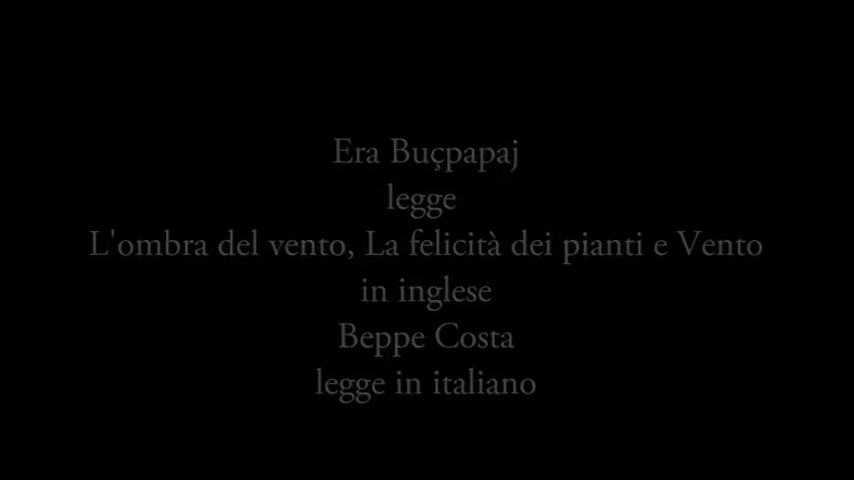 Era Buçpapaj
legge
L'ombra del vento, La felicità dei pianti e Vento
in inglese
Beppe Costa
legge in italiano